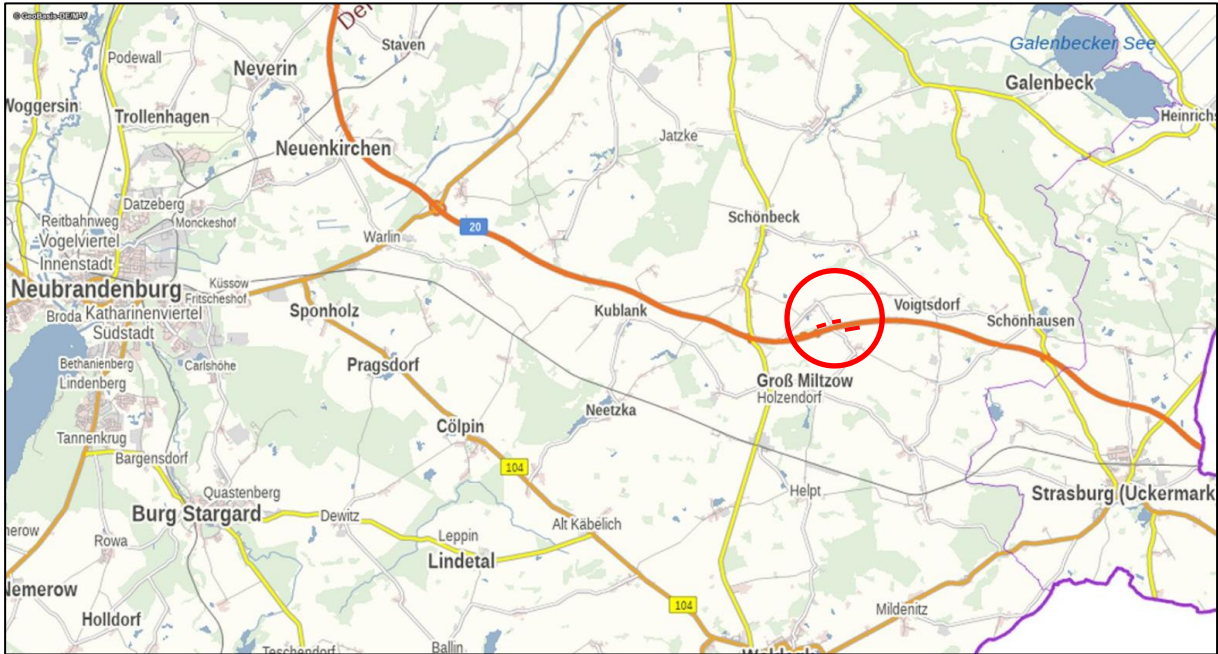 © GeoBasis-DE/M-V
Staven
Podewall
Neverin
Galenbecker See
Galenbeck
Woggersin
Trollenhagen
Heinrichs
Jatzke
Neuenkirchen
Datzeberg
Reitbahnweg
Monckeshof
Schönbeck
Vogelviertel
20
Warlin
Innenstadt
Küssow
Neubrandenburg
Fritscheshof
Voigtsdorf
Sponholz
Kublank
Broda
Katharinenviertel
Schönhausen
Südstadt
Bethanienberg
Carlshöhe
Pragsdorf
Lindenberg
Groß Miltzow
Holzendorf
Neetzka
Cölpin
Tannenkrug
Bargensdorf
104
Quastenberg
Helpt
Strasburg (Uckermark
Burg Stargard
Dewitz
Alt Käbelich
Leppin
Rowa
Lindetal
Nemerow
104
Mildenitz
Holldorf
Ballin
Teschendorf